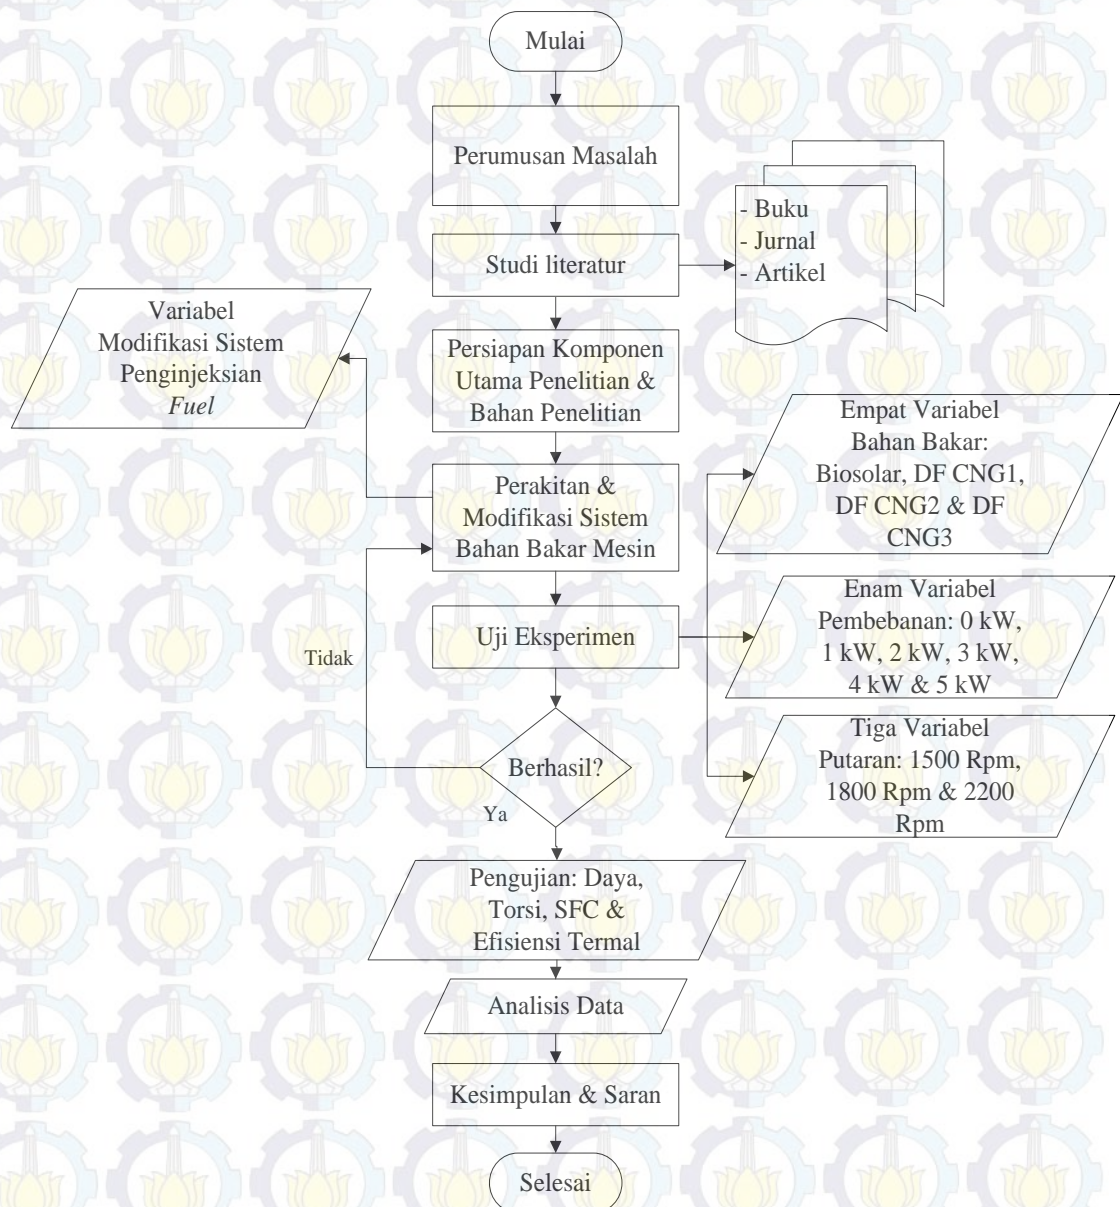 Mulai
Perumusan Masalah
- Buku
- Jurnal
- Artikel
Studi literatur
Variabel
Modifikasi Sistem
Penginjeksian
Fuel
Persiapan Komponen
Utama Penelitian &
Bahan Penelitian
Perakitan &
Modifikasi Sistem
Bahan Bakar Mesin
Empat Variabel
Bahan Bakar:
Biosolar, DF CNG1,
DF CNG2 & DF
CNG3
Uji Eksperimen
Enam Variabel
Pembebanan: 0 kW,
1 kW, 2 kW, 3 kW,
4 kW & 5 kW
Tiga Variabel
Putaran: 1500 Rpm,
1800 Rpm & 2200
Rpm
Tidak
Berhasil?
Ya
Pengujian: Daya,
Torsi, SFC &
Efisiensi Termal
Analisis Data
Kesimpulan & Saran
Selesai